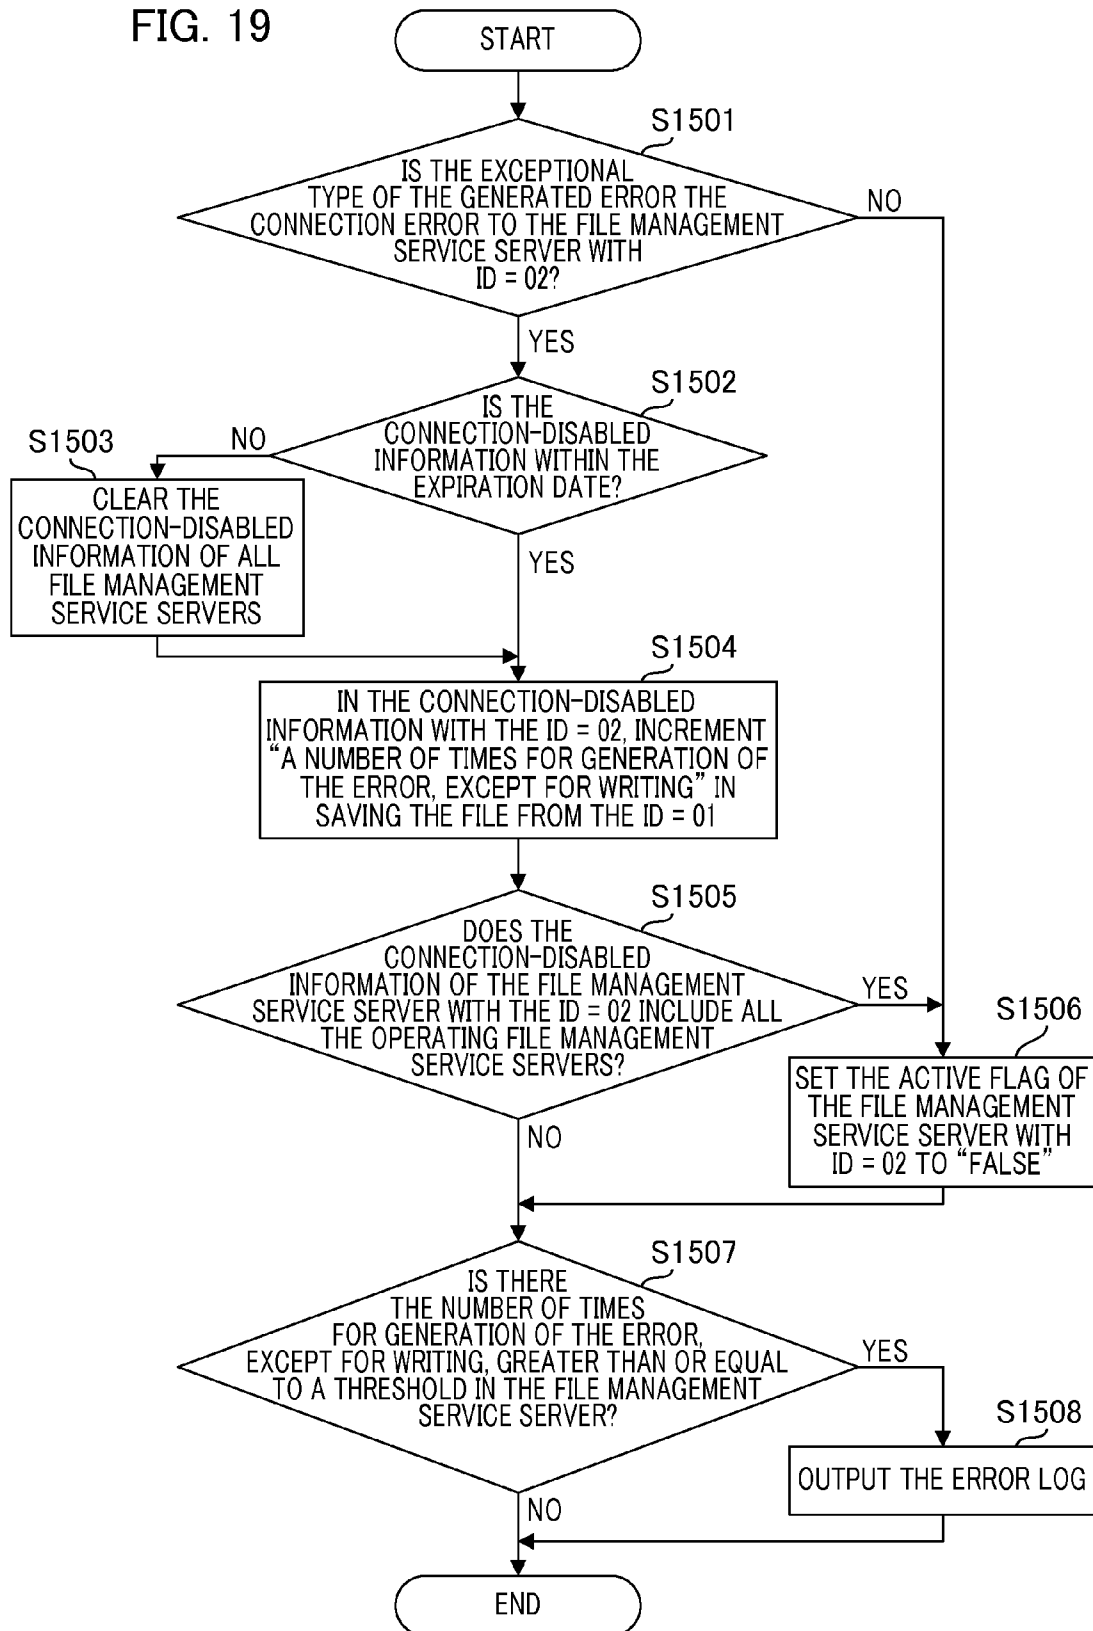 FIG. 19
START
S1501
IS THE EXCEPTIONAL
TYPE OF THE GENERATED ERROR THE
CONNECTION ERROR TO THE FILE MANAGEMENT
SERVICE SERVER WITH
ID = 02?
NO
YES
S1502
IS THE
CONNECTION-DISABLED
INFORMATION WITHIN THE
EXPIRATION DATE?
NO
S1503
CLEAR THE
CONNECTION-DISABLED
INFORMATION OF ALL
FILE MANAGEMENT
SERVICE SERVERS
YES
S1504
IN THE CONNECTION-DISABLED
INFORMATION WITH THE ID = 02, INCREMENT
“A NUMBER OF TIMES FOR GENERATION OF
THE ERROR, EXCEPT FOR WRITING” IN
SAVING THE FILE FROM THE ID = 01
S1505
DOES THE
CONNECTION-DISABLED
INFORMATION OF THE FILE MANAGEMENT
SERVICE SERVER WITH THE ID = 02 INCLUDE ALL
THE OPERATING FILE MANAGEMENT
SERVICE SERVERS?
YES
S1506
SET THE ACTIVE FLAG OF
THE FILE MANAGEMENT
SERVICE SERVER WITH
ID = 02 TO “FALSE”
NO
S1507
IS THERE
THE NUMBER OF TIMES
FOR GENERATION OF THE ERROR,
EXCEPT FOR WRITING, GREATER THAN OR EQUAL
TO A THRESHOLD IN THE FILE MANAGEMENT
SERVICE SERVER?
YES
S1508
OUTPUT THE ERROR LOG
NO
END